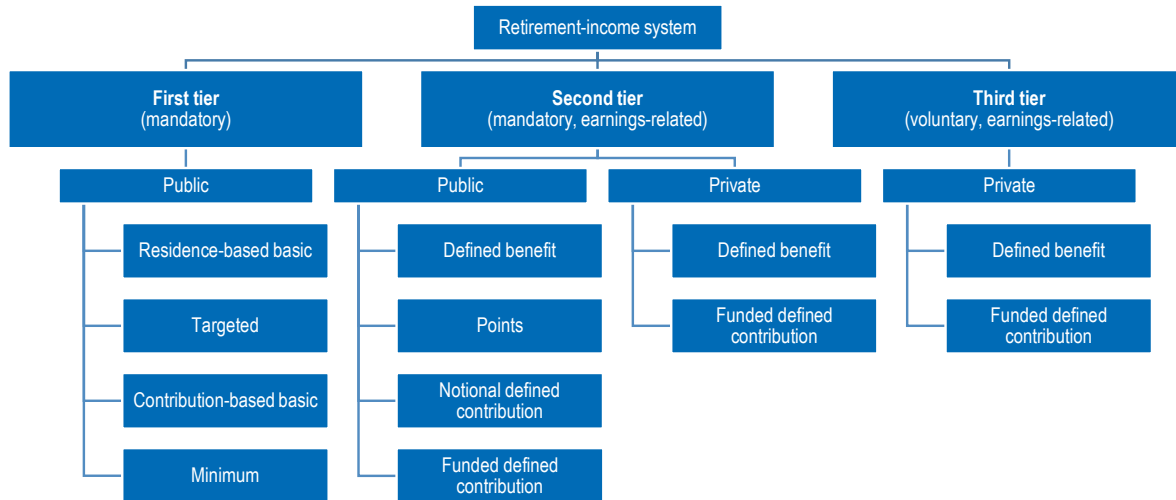 Retirement-income system
First tier
(mandatory)
Second tier
(mandatory, earnings-related)
Third tier
(voluntary, earnings-related)
Public
Residence-based basic
Targeted
Contribution-based basic
Minimum
Public
Defined benefit
Points
Notional defined
contribution
Funded defined
contribution
Private
Defined benefit
Funded defined
contribution
Private
Defined benefit
Funded defined
contribution